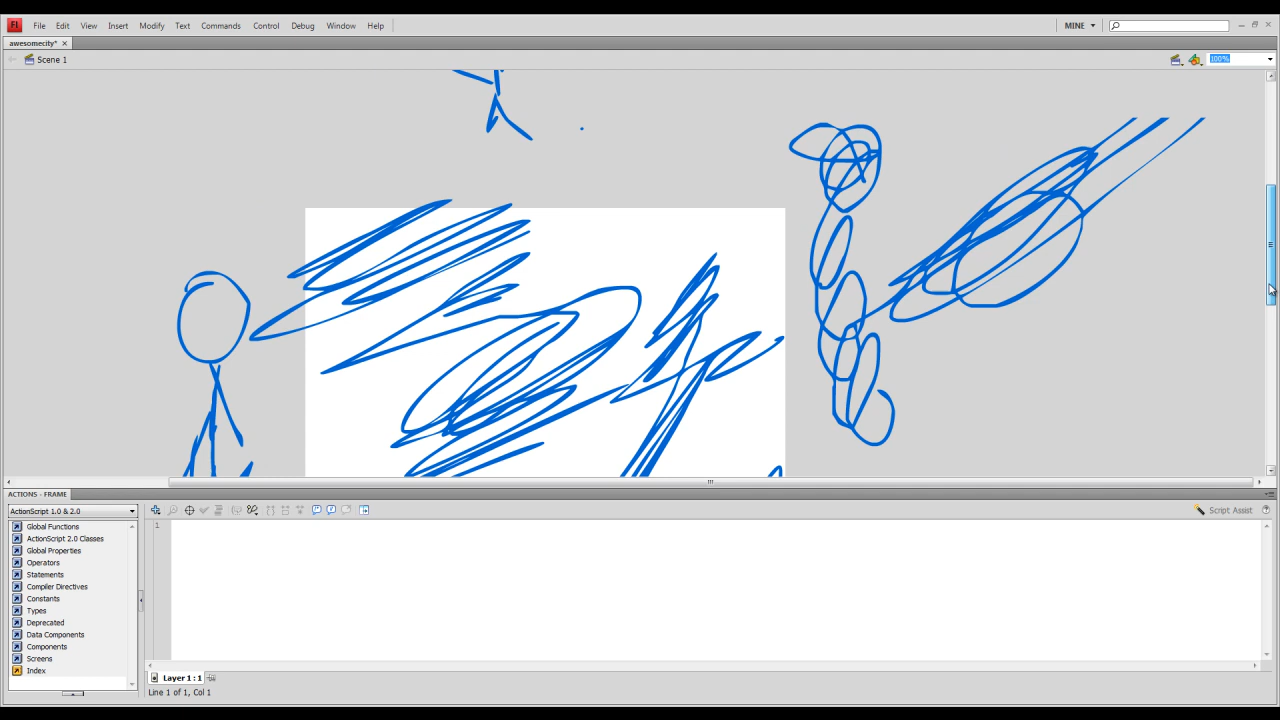 Fl File Edit View Insert Modify Text Commands Control Debug Window Help MINE
awesomecity*
Scene 1 100%
ACTIONS - FRAME
ActionScript 1.0 & 2.0 Script Assist
Global Functions 1
ActionScript 2.0 Classes
Global Properties
Operators
Statements
Compiler Directives
Constants
Types
Deprecated
Data Components
Components
Screens
Index
Layer 1 : 1
Line 1 of 1, Col 1